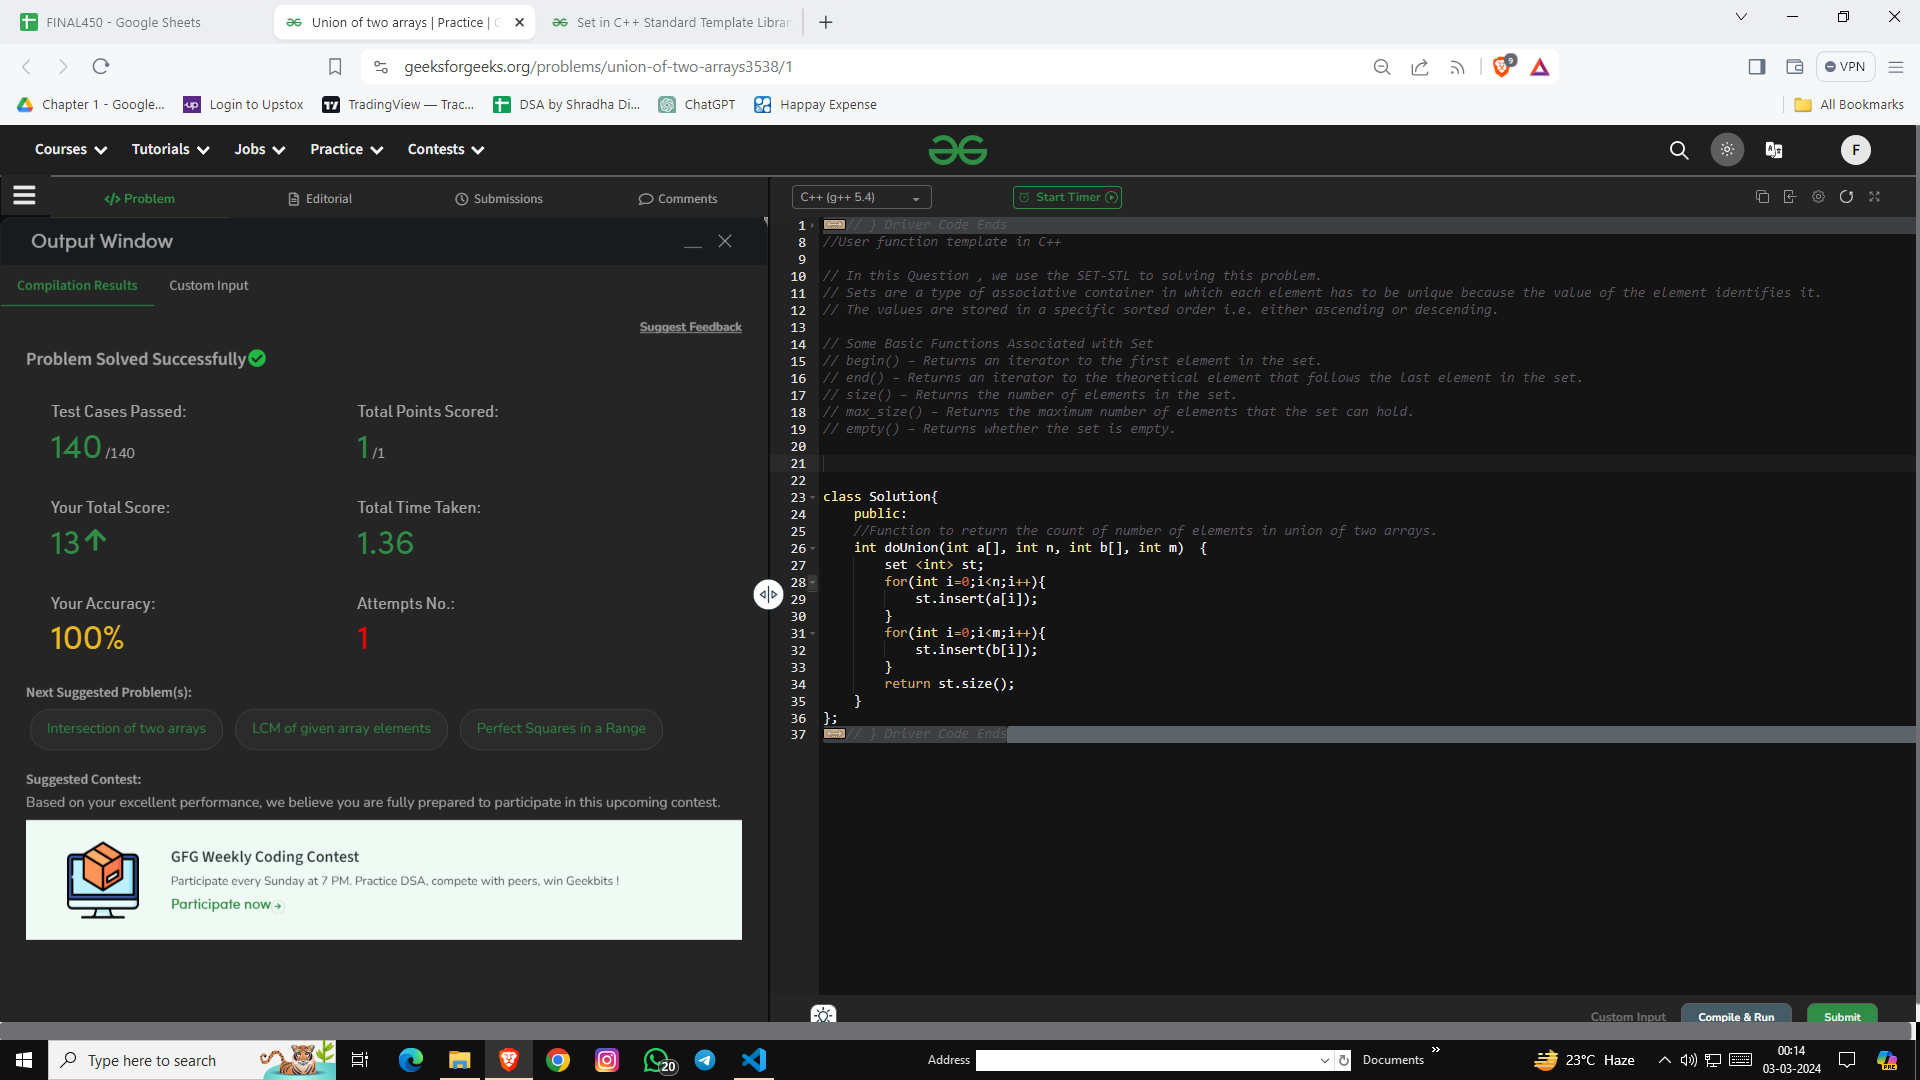 FINAL450 - Google Sheets
Union of two arrays | Practice |
Set in C++ Standard Template Librar
geeksforgeeks.org/problems/union-of-two-arrays3538/1
9
VPN
Chapter 1 - Google...
Login to Upstox
TradingView — Trac...
DSA by Shradha Di...
ChatGPT
Happay Expense
All Bookmarks
Courses
Tutorials
Jobs
Practice
Contests
F
</> Problem
Editorial
Submissions
Comments
C++ (g++ 5.4)
Start Timer
Output Window
Compilation Results
Custom Input
Suggest Feedback
Problem Solved Successfully
Test Cases Passed:
140 /140
Total Points Scored:
1 /1
Your Total Score:
13
Total Time Taken:
1.36
Your Accuracy:
100%
Attempts No.:
1
Next Suggested Problem(s):
Intersection of two arrays
LCM of given array elements
Perfect Squares in a Range
Suggested Contest:
Based on your excellent performance, we believe you are fully prepared to participate in this upcoming contest.
GFG Weekly Coding Contest
Participate every Sunday at 7 PM. Practice DSA, compete with peers, win Geekbits !
Participate now
1 // } Driver Code Ends
8 //User function template in C++
9
10 // In this Question , we use the SET-STL to solving this problem.
11 // Sets are a type of associative container in which each element has to be unique because the value of the element identifies it.
12 // The values are stored in a specific sorted order i.e. either ascending or descending.
13
14 // Some Basic Functions Associated with Set
15 // begin() – Returns an iterator to the first element in the set.
16 // end() – Returns an iterator to the theoretical element that follows the last element in the set.
17 // size() – Returns the number of elements in the set.
18 // max_size() – Returns the maximum number of elements that the set can hold.
19 // empty() – Returns whether the set is empty.
20
21
22
23 class Solution{
24 public:
25 //Function to return the count of number of elements in union of two arrays.
26 int doUnion(int a[], int n, int b[], int m)  {
27 set <int> st;
28 for(int i=0;i<n;i++){
29 st.insert(a[i]);
30 }
31 for(int i=0;i<m;i++){
32 st.insert(b[i]);
33 }
34 return st.size();
35 }
36 };
37 // } Driver Code Ends
Custom Input
Compile & Run
Submit
Type here to search
20
Address
Documents
23°C Haze
00:14
03-03-2024